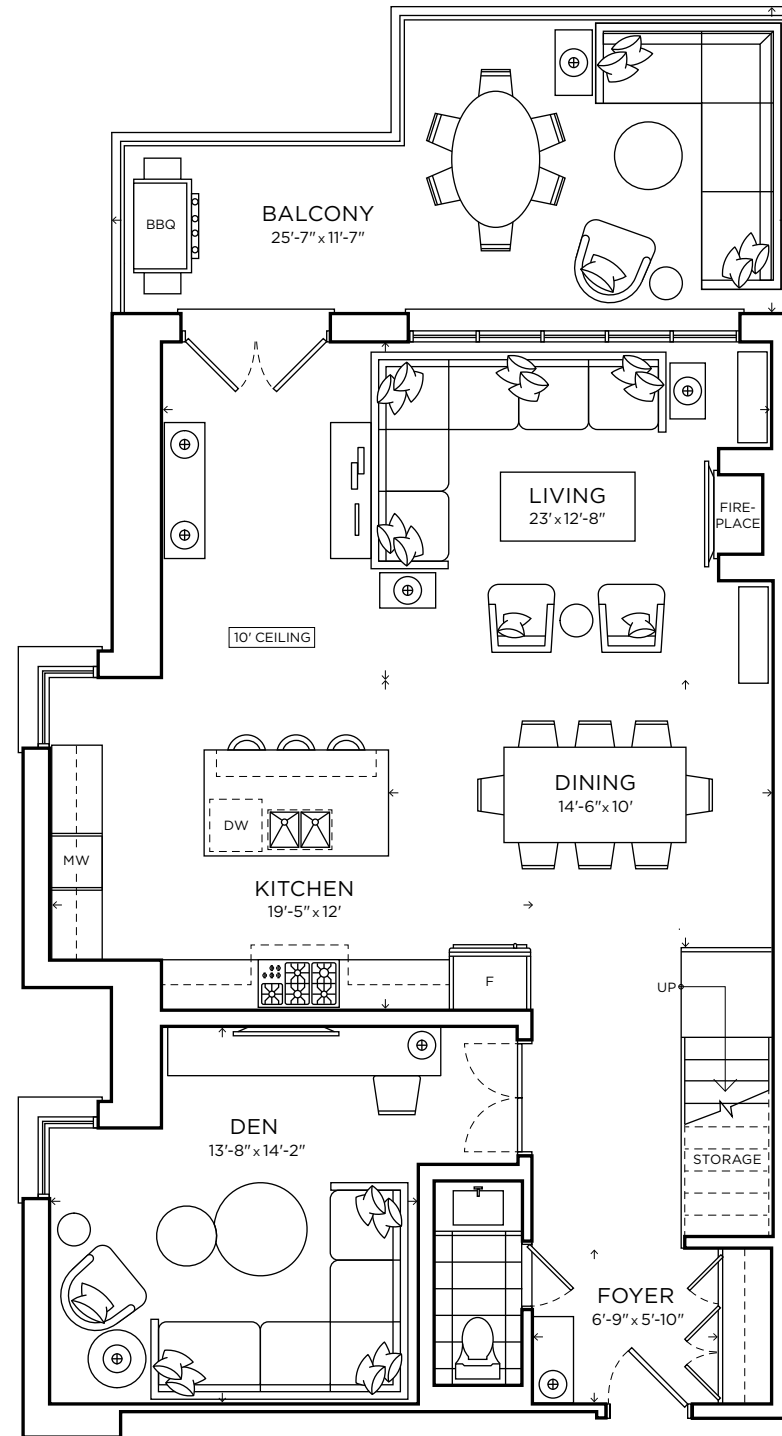 BALCONY
25'-7" x 11'-7"
BBQ
LIVING
23' x 12'-8"
FIRE-
PLACE
10' CEILING
DINING
14'-6" x 10'
DW
MW
KITCHEN
19'-5" x 12'
F
UP
DEN
13'-8" x 14'-2"
STORAGE
FOYER
6'-9" x 5'-10"